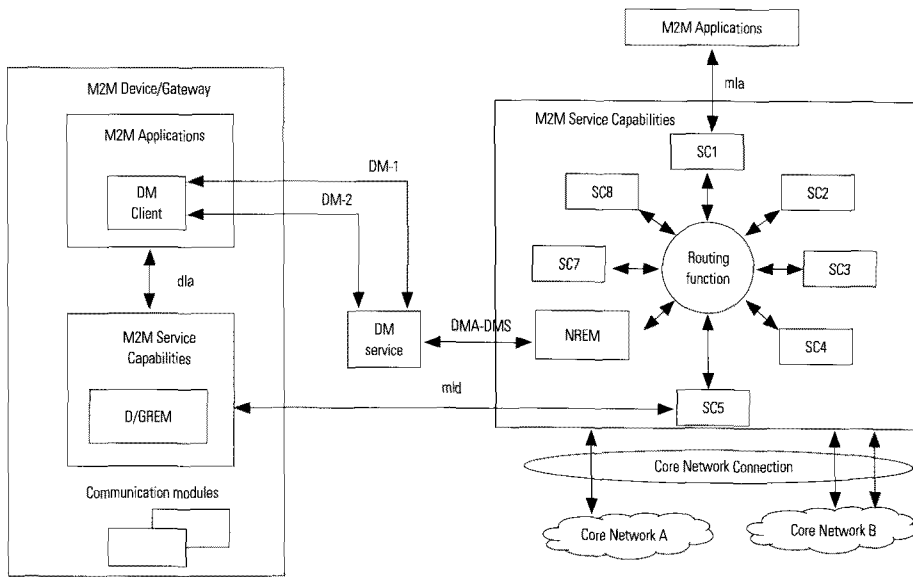 M2M Applications
mla
M2M Device/Gateway
M2M Applications
DM
Client
dla
M2M Service
Capabilities
D/GREM
Communication modules
DM-1
DM-2
DM
service
DMA-DMS
mld
M2M Service Capabilities
SC1
SC8
SC2
SC7
Routing
function
SC3
NREM
SC4
SC5
Core Network Connection
Core Network A
Core Network B